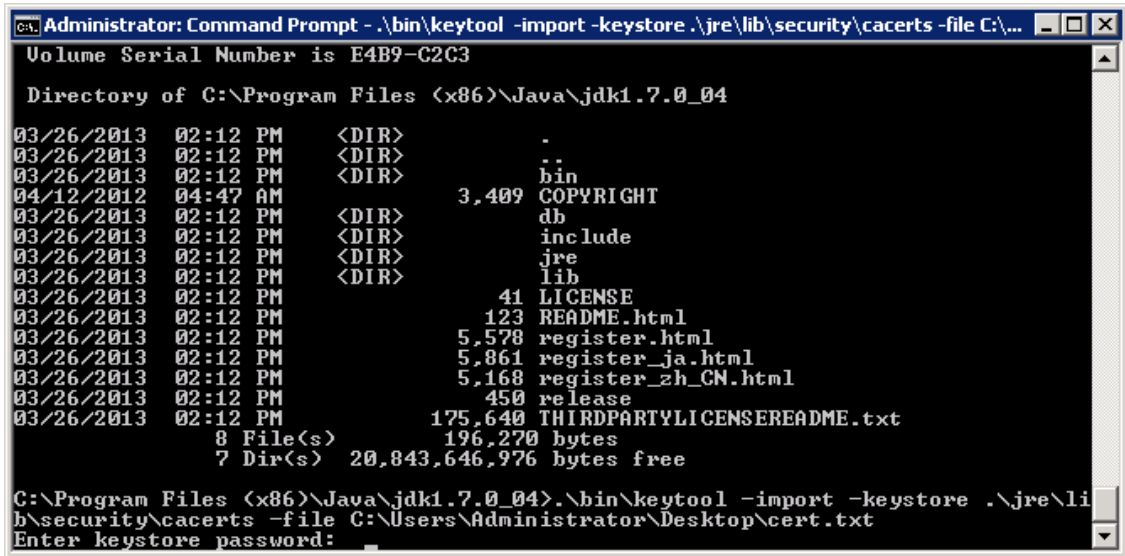 Administrator: Command Prompt - .\bin\keytool -import -keystore .\jre\lib\security\cacerts -file C:\...
Volume Serial Number is E4B9-C2C3
Directory of C:\Program Files (x86)\Java\jdk1.7.0_04
03/26/2013 02:12 PM <DIR> .
03/26/2013 02:12 PM <DIR> ..
03/26/2013 02:12 PM <DIR> bin
04/12/2012 04:47 AM 3,409 COPYRIGHT
03/26/2013 02:12 PM <DIR> db
03/26/2013 02:12 PM <DIR> include
03/26/2013 02:12 PM <DIR> jre
03/26/2013 02:12 PM <DIR> lib
03/26/2013 02:12 PM 41 LICENSE
03/26/2013 02:12 PM 123 README.html
03/26/2013 02:12 PM 5,578 register.html
03/26/2013 02:12 PM 5,861 register_ja.html
03/26/2013 02:12 PM 5,168 register_zh_CN.html
03/26/2013 02:12 PM 450 release
03/26/2013 02:12 PM 175,640 THIRDPARTYLICENSEREADME.txt
8 File(s) 196,270 bytes
7 Dir(s) 20,843,646,976 bytes free
C:\Program Files (x86)\Java\jdk1.7.0_04>.\bin\keytool -import -keystore .\jre\li
b\security\cacerts -file C:\Users\Administrator\Desktop\cert.txt
Enter keystore password: _